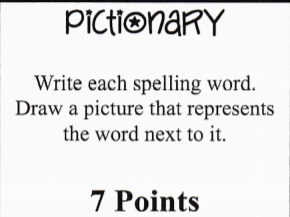 PictionaRY
Write each spelling word.
Draw a picture that represents
the word next to it.
7 Points